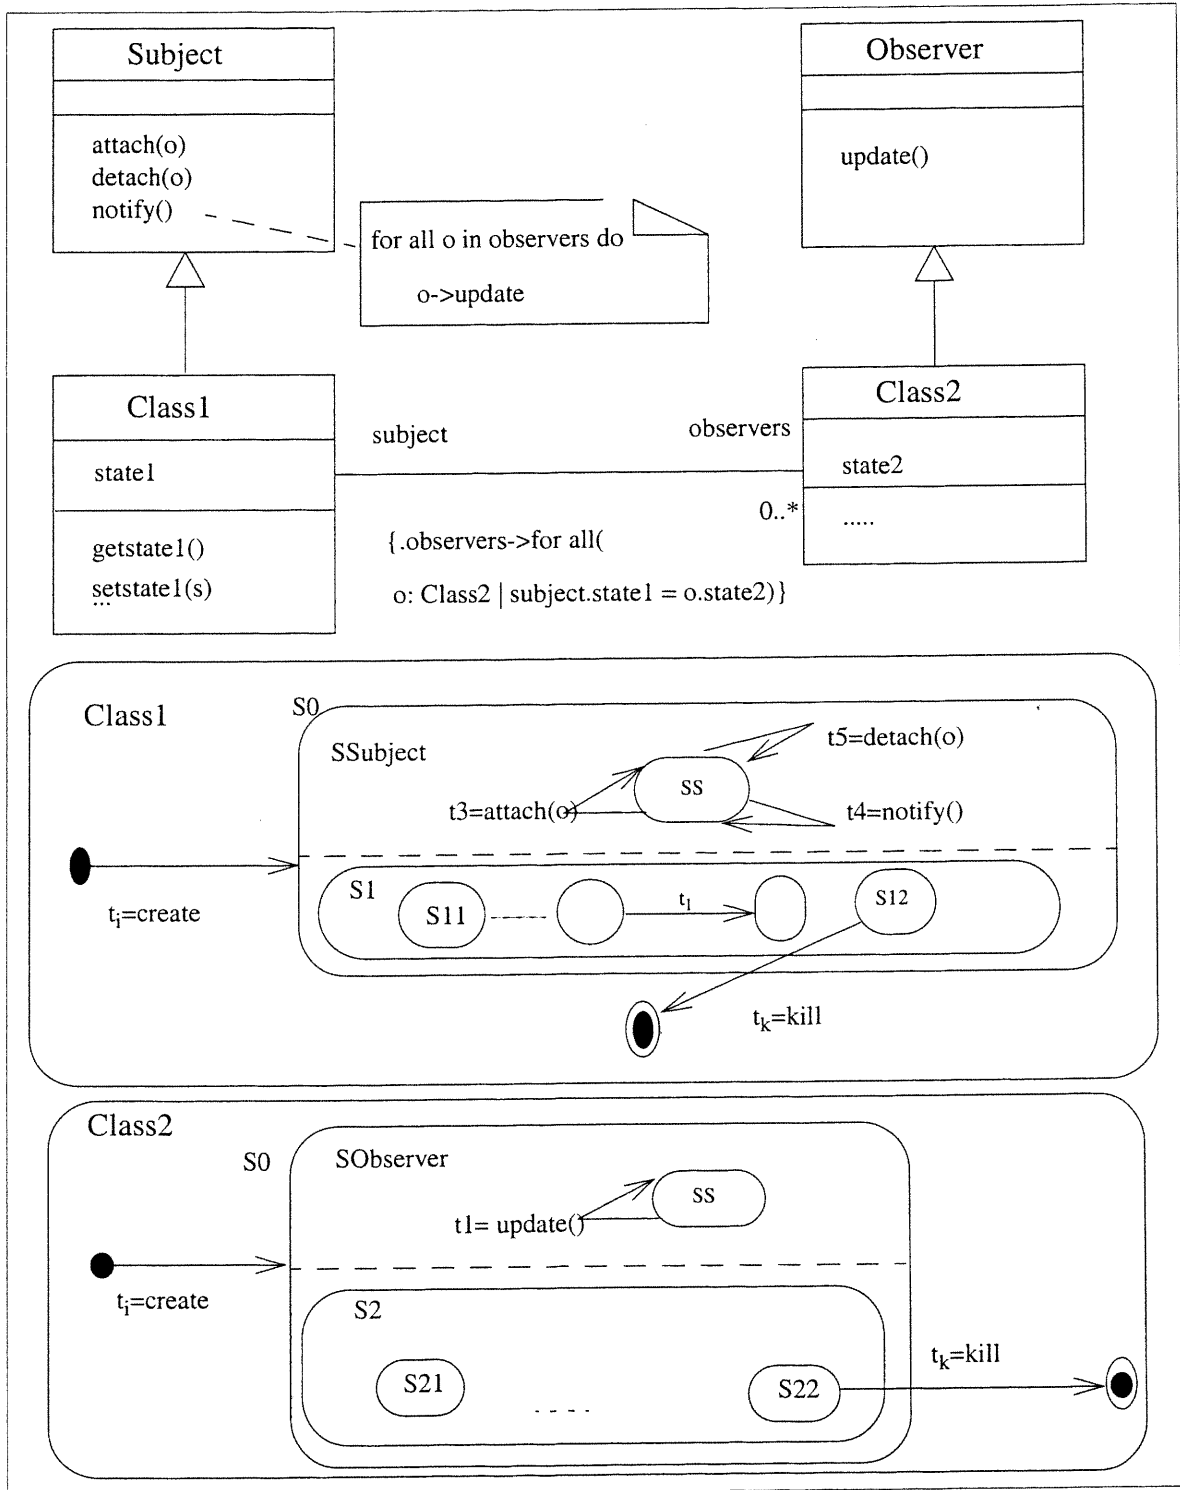 Subject
attach(o)
detach(o)
notify()
Observer
update()
for all o in observers do
o->update
Class1
state1
getstate1()
setstate1(s)
...
subject
observers
0..*
{.observers->for all(
o: Class2 | subject.state1 = o.state2)}
Class2
state2
.....
Class1
S0
SSubject
t5=detach(o)
SS
t3=attach(o)
t4=notify()
ti=create
S1
S11
t1
S12
tk=kill
Class2
S0
SObserver
SS
t1= update()
ti=create
S2
S21
S22
tk=kill